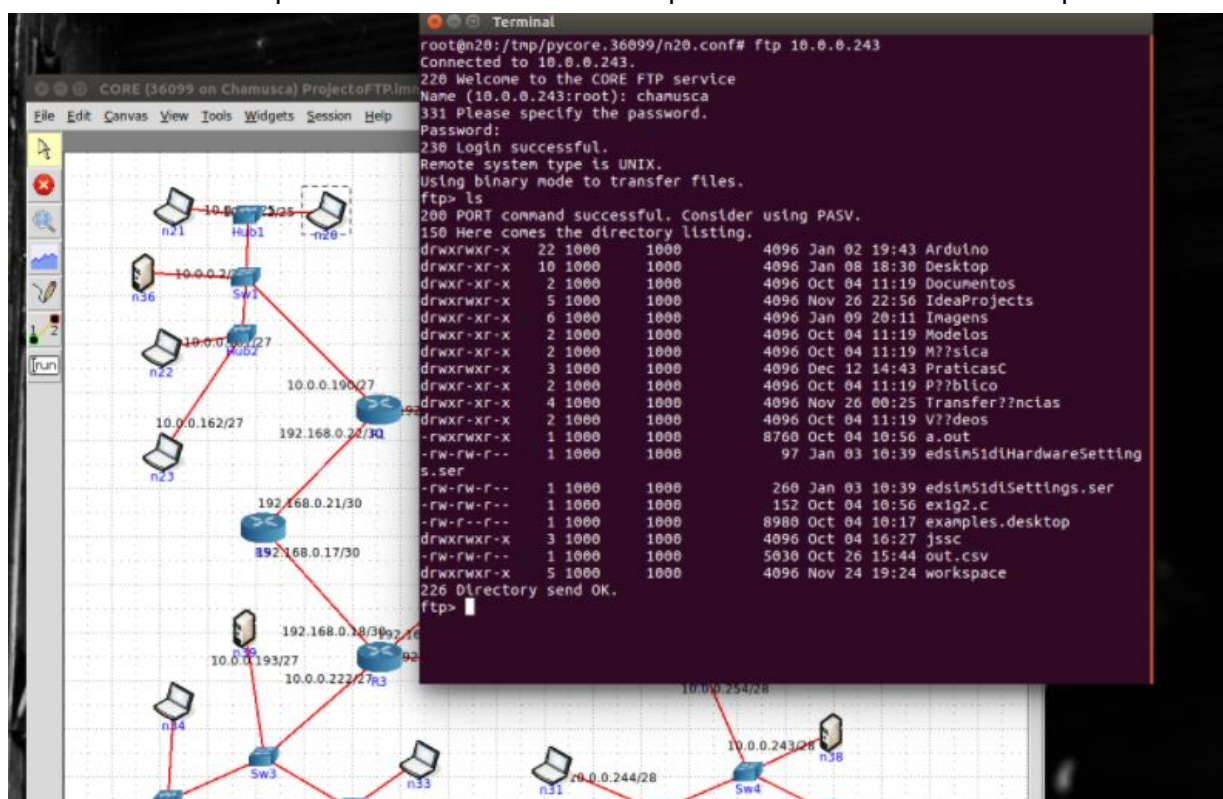 Terminal
root@n20:/tmp/pycore.36099/n20.conf# ftp 10.0.0.243
Connected to 10.0.0.243.
220 Welcome to the CORE FTP service
Name (10.0.0.243:root): chamusca
331 Please specify the password.
Password:
230 Login successful.
Remote system type is UNIX.
Using binary mode to transfer files.
ftp> ls
200 PORT command successful. Consider using PASV.
150 Here comes the directory listing.
drwxrwxr-x 22 1000 1000 4096 Jan 02 19:43 Arduino
drwxr-xr-x 10 1000 1000 4096 Jan 08 18:30 Desktop
drwxr-xr-x 2 1000 1000 4096 Oct 04 11:19 Documentos
drwxrwxr-x 5 1000 1000 4096 Nov 26 22:56 IdeaProjects
drwxr-xr-x 6 1000 1000 4096 Jan 09 20:11 Imagens
drwxr-xr-x 2 1000 1000 4096 Oct 04 11:19 Modelos
drwxr-xr-x 2 1000 1000 4096 Oct 04 11:19 M??sica
drwxrwxr-x 3 1000 1000 4096 Dec 12 14:43 PraticasC
drwxr-xr-x 2 1000 1000 4096 Oct 04 11:19 P??blico
drwxr-xr-x 4 1000 1000 4096 Nov 26 00:25 Transfer??ncias
drwxr-xr-x 2 1000 1000 4096 Oct 04 11:19 V??deos
-rwxrwxr-x 1 1000 1000 8760 Oct 04 10:56 a.out
-rw-rw-r-- 1 1000 1000 97 Jan 03 10:39 edsim51diHardwareSetting
s.ser
-rw-rw-r-- 1 1000 1000 260 Jan 03 10:39 edsim51diSettings.ser
-rw-rw-r-- 1 1000 1000 152 Oct 04 10:56 ex1g2.c
-rw-r--r-- 1 1000 1000 8980 Oct 04 10:17 examples.desktop
drwxrwxr-x 3 1000 1000 4096 Oct 04 16:27 jssc
-rw-rw-r-- 1 1000 1000 5030 Oct 26 15:44 out.csv
drwxrwxr-x 5 1000 1000 4096 Nov 24 19:24 workspace
226 Directory send OK.
ftp>
CORE (36099 on Chamusca) ProjectoFTP.imn
File Edit Canvas View Tools Widgets Session Help
1 2
run
n21
Hub1
n20
n36
Sw1
Hub2
n22
10.0.0.190/27
R1
10.0.0.162/27
192.168.0.22/30
n23
192.168.0.21/30
192.168.0.17/30
192.168.0.18/30
n39
10.0.0.193/27
R3
10.0.0.222/27
10.0.0.254/28
n34
10.0.0.243/28
n38
Sw3
n33
n31
10.0.0.244/28
Sw4